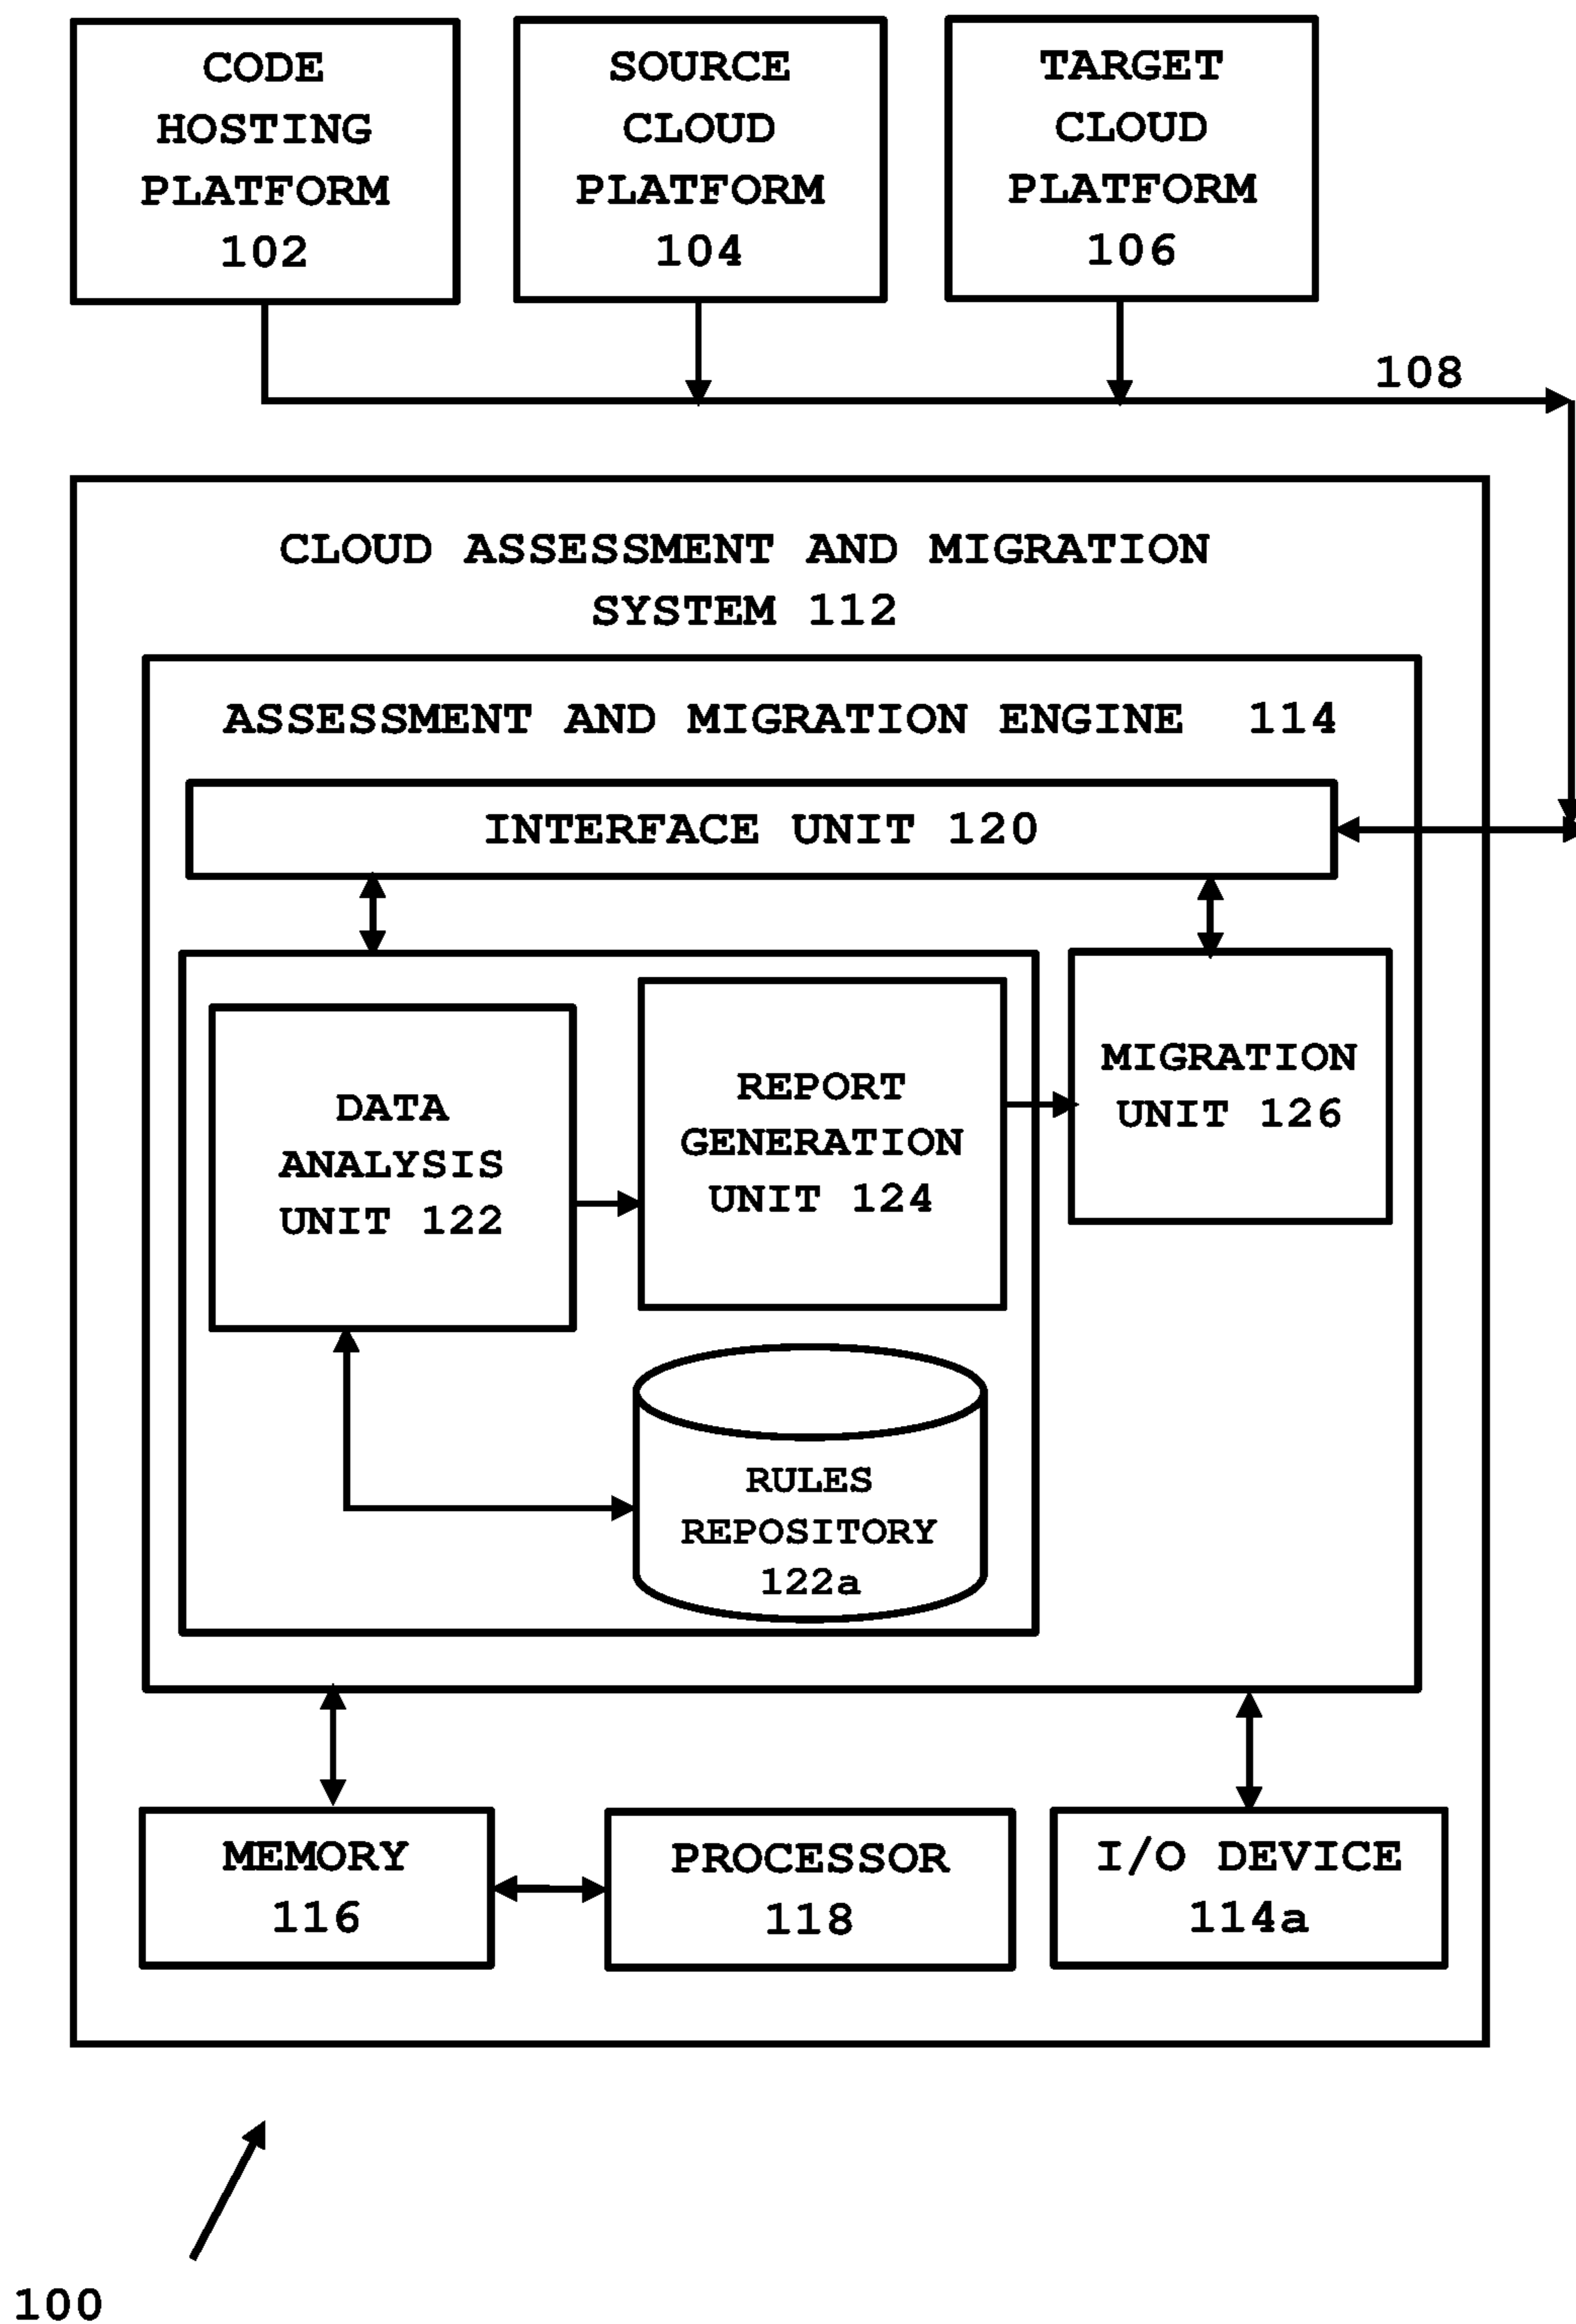 CODE
HOSTING
PLATFORM
102
SOURCE
CLOUD
PLATFORM
104
TARGET
CLOUD
PLATFORM
106
108
CLOUD ASSESSMENT AND MIGRATION
SYSTEM 112
ASSESSMENT AND MIGRATION ENGINE 114
INTERFACE UNIT 120
DATA
ANALYSIS
UNIT 122
REPORT
GENERATION
UNIT 124
MIGRATION
UNIT 126
RULES
REPOSITORY
122a
MEMORY
116
PROCESSOR
118
I/O DEVICE
114a
100